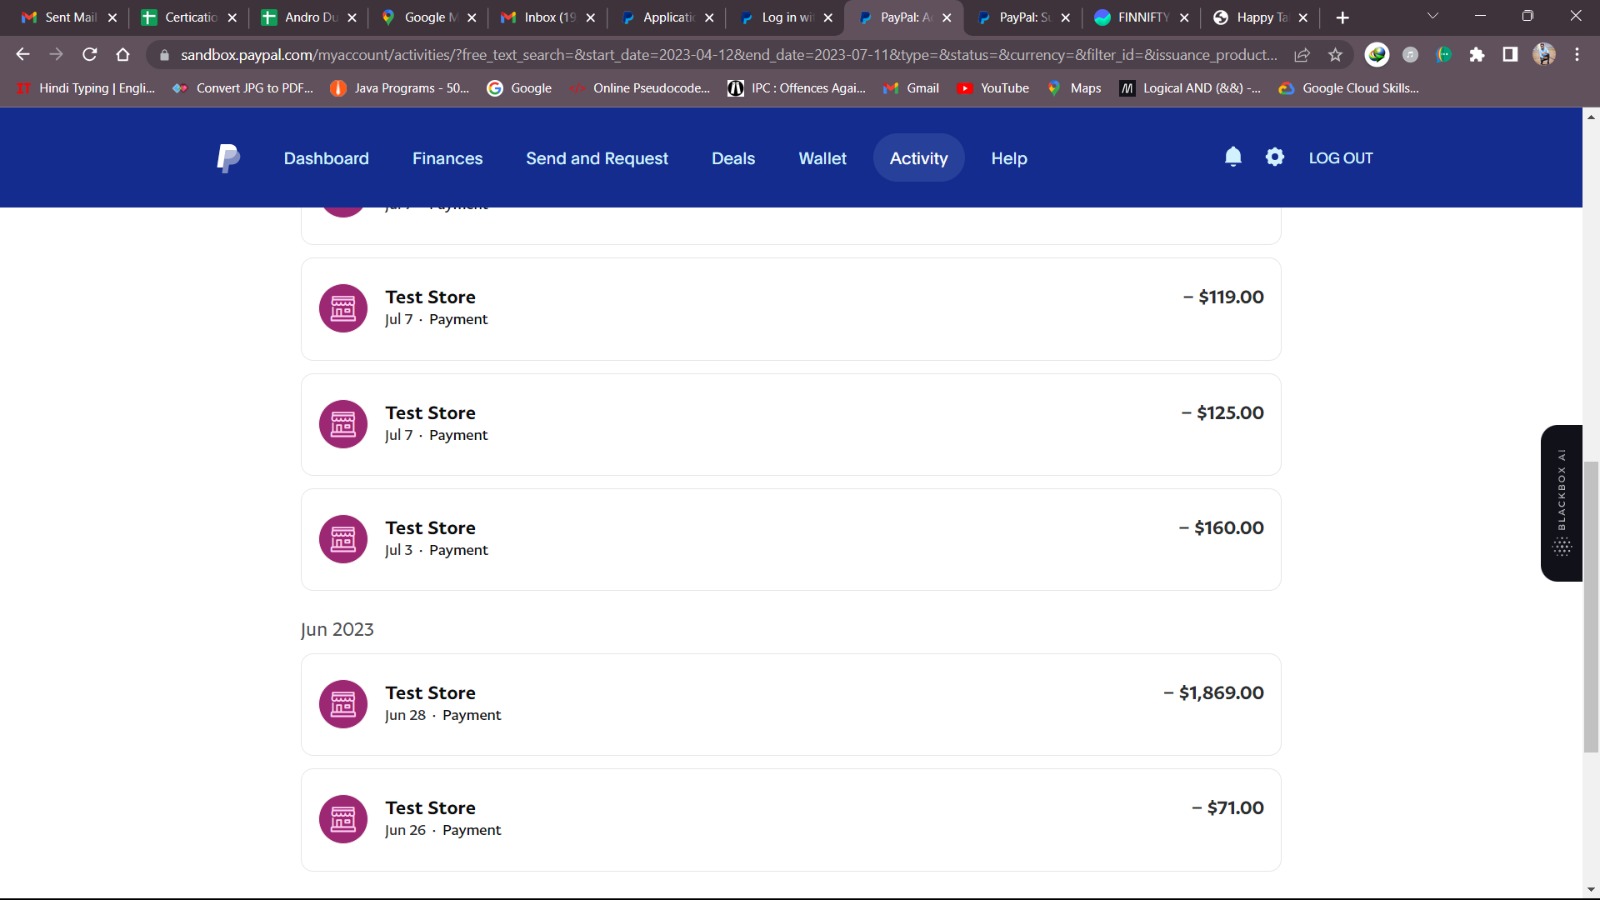 Sent Mail
Certicatio
Andro Du
Google M
Inbox (19
Applicati
Log in wi
PayPal: A
PayPal: Su
FINNIFTY
Happy Ta
sandbox.paypal.com/myaccount/activities/?free_text_search=&start_date=2023-04-12&end_date=2023-07-11&type=&status=&currency=&filter_id=&issuance_product...
IT Hindi Typing | Engli...
Convert JPG to PDF...
Java Programs - 50...
Google
Online Pseudocode...
IPC : Offences Agai...
Gmail
YouTube
Maps
Logical AND (&&) -...
Google Cloud Skills...
Dashboard
Finances
Send and Request
Deals
Wallet
Activity
Help
LOG OUT
Test Store
– $119.00
Jul 7 · Payment
Test Store
– $125.00
Jul 7 · Payment
Test Store
– $160.00
Jul 3 · Payment
BLACKBOX AI
Jun 2023
Test Store
– $1,869.00
Jun 28 · Payment
Test Store
– $71.00
Jun 26 · Payment